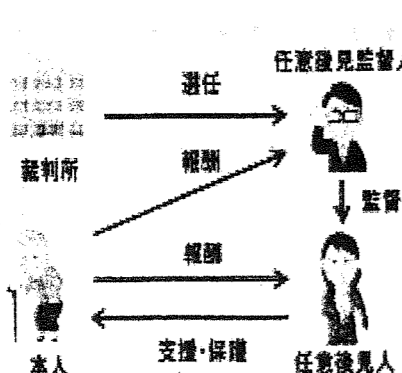 任意後見監督人
選任
裁判所
報酬
監督
報酬
支援・保護
本人
任意後見人